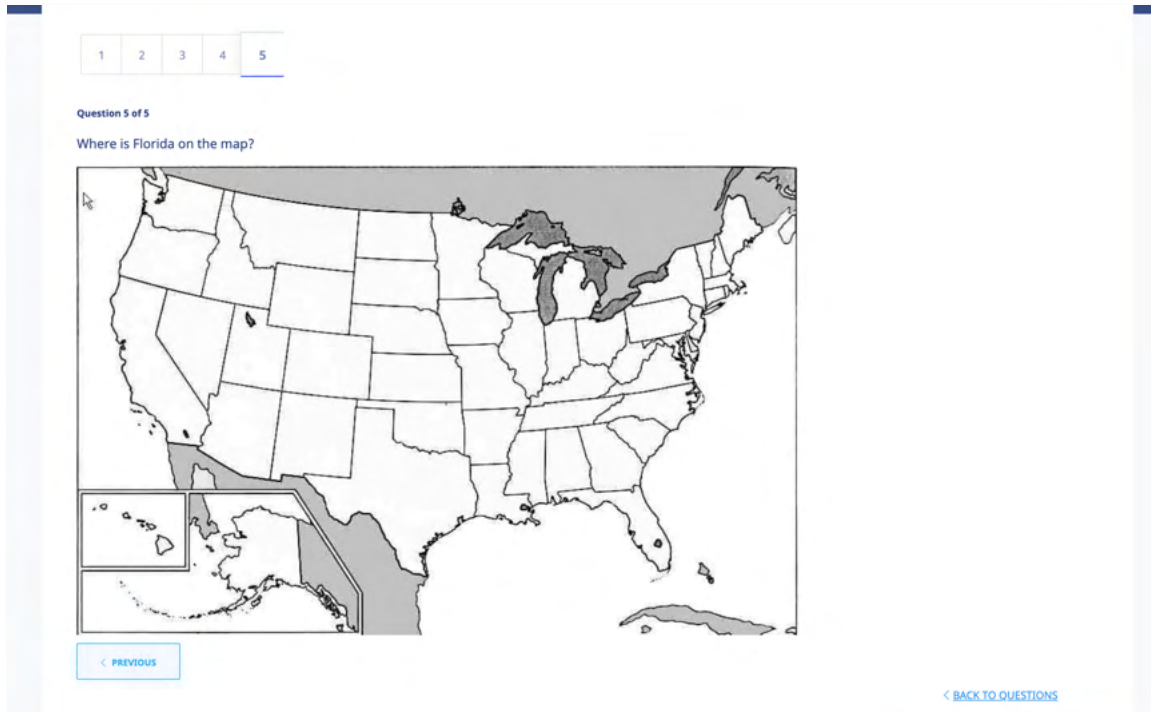 1 2 3 4 5
Question 5 of 5
Where is Florida on the map?
< PREVIOUS
< BACK TO QUESTIONS